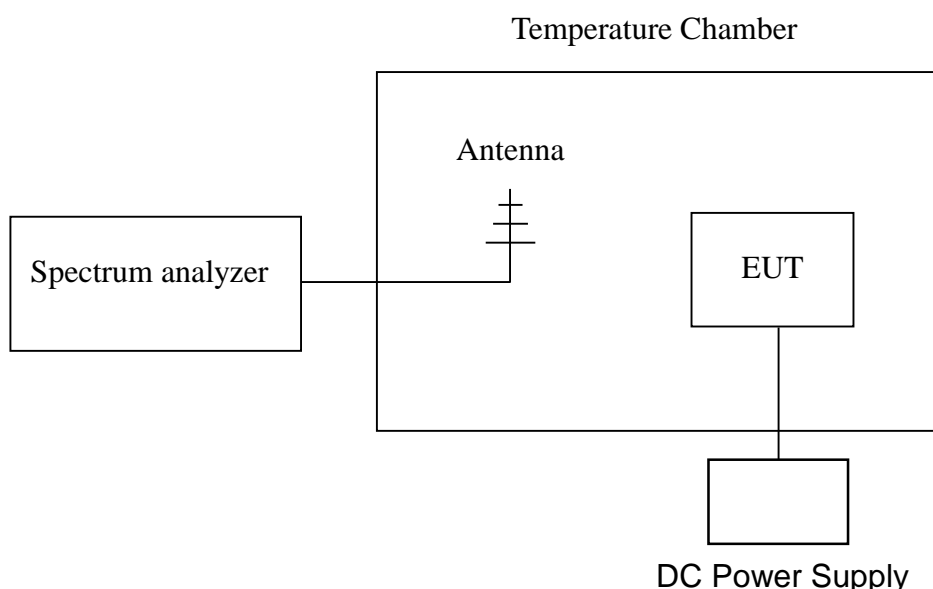 Temperature Chamber
Antenna
Spectrum analyzer
EUT
DC Power Supply